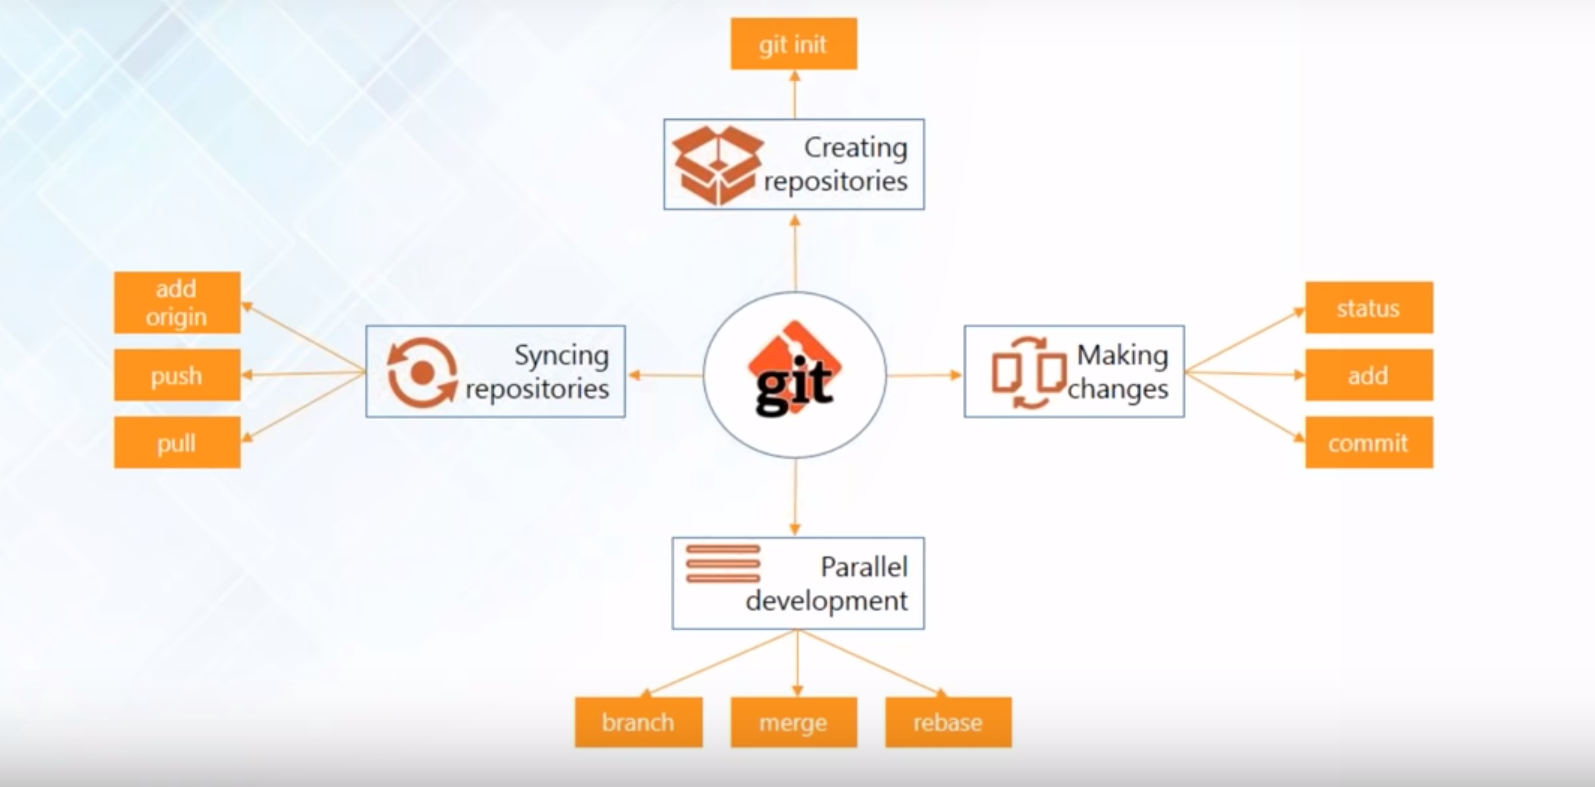 git init
Creating
repositories
add
origin
push
pull
Syncing
repositories
git
Making
changes
status
add
commit
Parallel
development
branch
merge
rebase